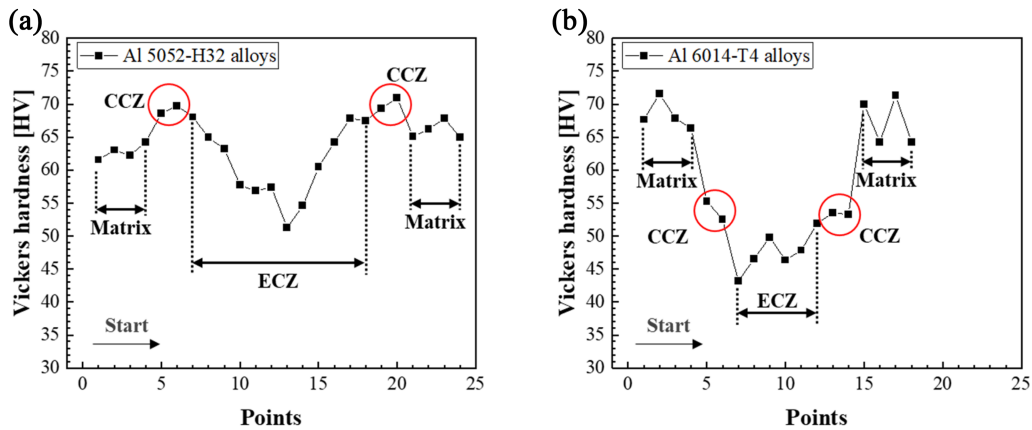 (a)
80
75
70
65
60
55
50
45
40
35
30
Vickers hardness [HV]
Al 5052-H32 alloys
CCZ
CCZ
Matrix
Matrix
ECZ
Start
0 5 10 15 20 25
Points
(b)
80
75
70
65
60
55
50
45
40
35
30
Vickers hardness [HV]
Al 6014-T4 alloys
Matrix
Matrix
CCZ
CCZ
ECZ
Start
0 5 10 15 20 25
Points